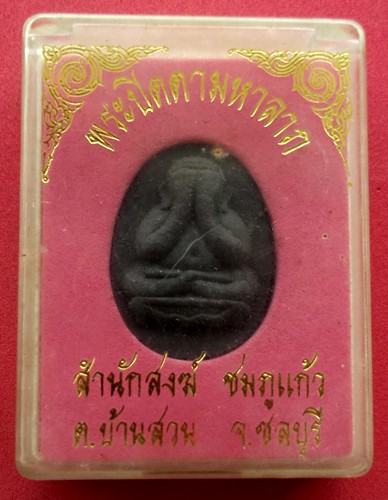 พระปิดตามหาลาภ
สำนักสงฆ์ ชมภูแก้ว
ต.บ้านสวน จ.ชลบุรี